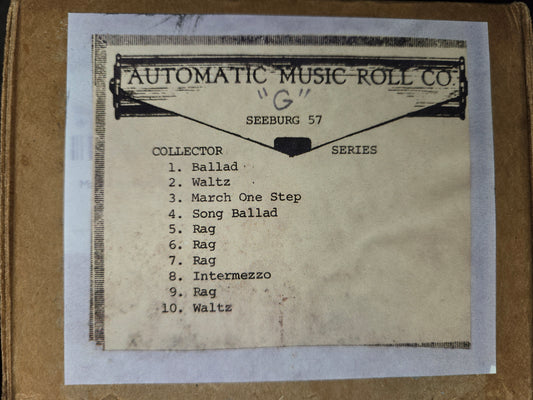 AUTOMATIC MUSIC ROLL CO
"G"
SEEBURG 57
COLLECTOR SERIES
1. Ballad
2. Waltz
3. March One Step
4. Song Ballad
5. Rag
6. Rag
7. Rag
8. Intermezzo
9. Rag
10. Waltz